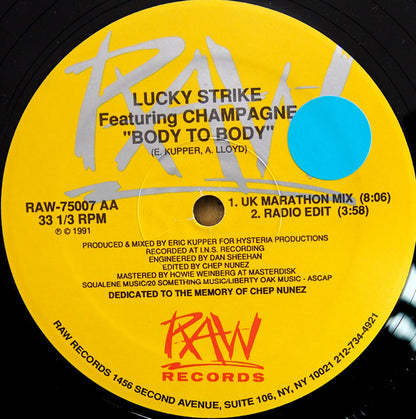 RAW
LUCKY STRIKE
Featuring CHAMPAGNE
"BODY TO BODY"
(E. KUPPER, A. LLOYD)
RAW-75007 AA
33 1/3 RPM
℗ © 1991
1. UK MARATHON MIX (8:06)
2. RADIO EDIT (3:58)
PRODUCED & MIXED BY ERIC KUPPER FOR HYSTERIA PRODUCTIONS
RECORDED AT I.N.S. RECORDING
ENGINEERED BY DAN SHEEHAN
EDITED BY CHEP NUNEZ
MASTERED BY HOWIE WEINBERG AT MASTERDISK
SQUALENE MUSIC/20 SOMETHING MUSIC/LIBERTY OAK MUSIC - ASCAP
DEDICATED TO THE MEMORY OF CHEP NUNEZ
RAW
RECORDS
RAW RECORDS 1456 SECOND AVENUE, SUITE 106, NY, NY 10021 212-734-4921